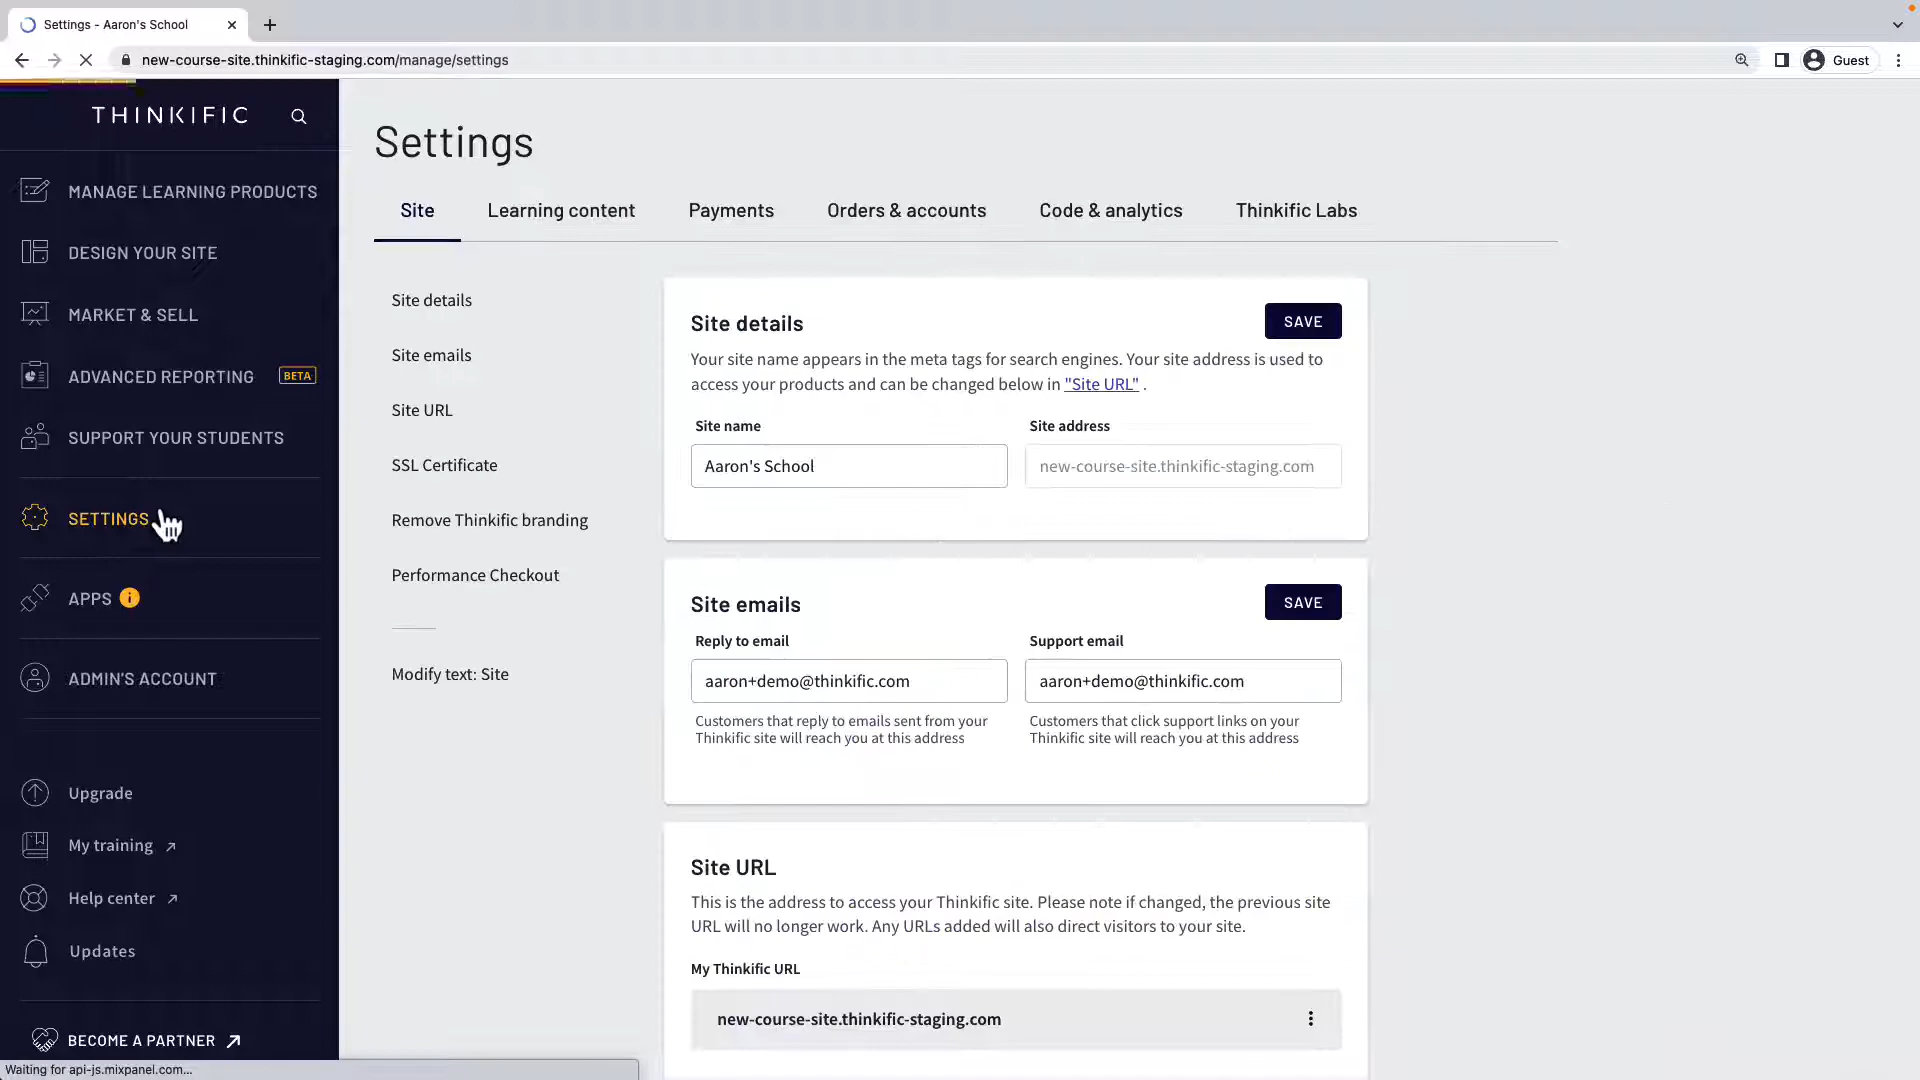 Settings - Aaron's School
new-course-site.thinkific-staging.com/manage/settings
Guest
THINKIFIC
MANAGE LEARNING PRODUCTS
DESIGN YOUR SITE
MARKET & SELL
ADVANCED REPORTING BETA
SUPPORT YOUR STUDENTS
SETTINGS
APPS
ADMIN'S ACCOUNT
Upgrade
My training
Help center
Updates
BECOME A PARTNER
Waiting for api-js.mixpanel.com...
Settings
Site Learning content Payments Orders & accounts Code & analytics Thinkific Labs
Site details
Site emails
Site URL
SSL Certificate
Remove Thinkific branding
Performance Checkout
Modify text: Site
Site details SAVE
Your site name appears in the meta tags for search engines. Your site address is used to
access your products and can be changed below in "Site URL" .
Site name Site address
Aaron's School new-course-site.thinkific-staging.com
Site emails SAVE
Reply to email Support email
aaron+demo@thinkific.com aaron+demo@thinkific.com
Customers that reply to emails sent from your Customers that click support links on your
Thinkific site will reach you at this address Thinkific site will reach you at this address
Site URL
This is the address to access your Thinkific site. Please note if changed, the previous site
URL will no longer work. Any URLs added will also direct visitors to your site.
My Thinkific URL
new-course-site.thinkific-staging.com